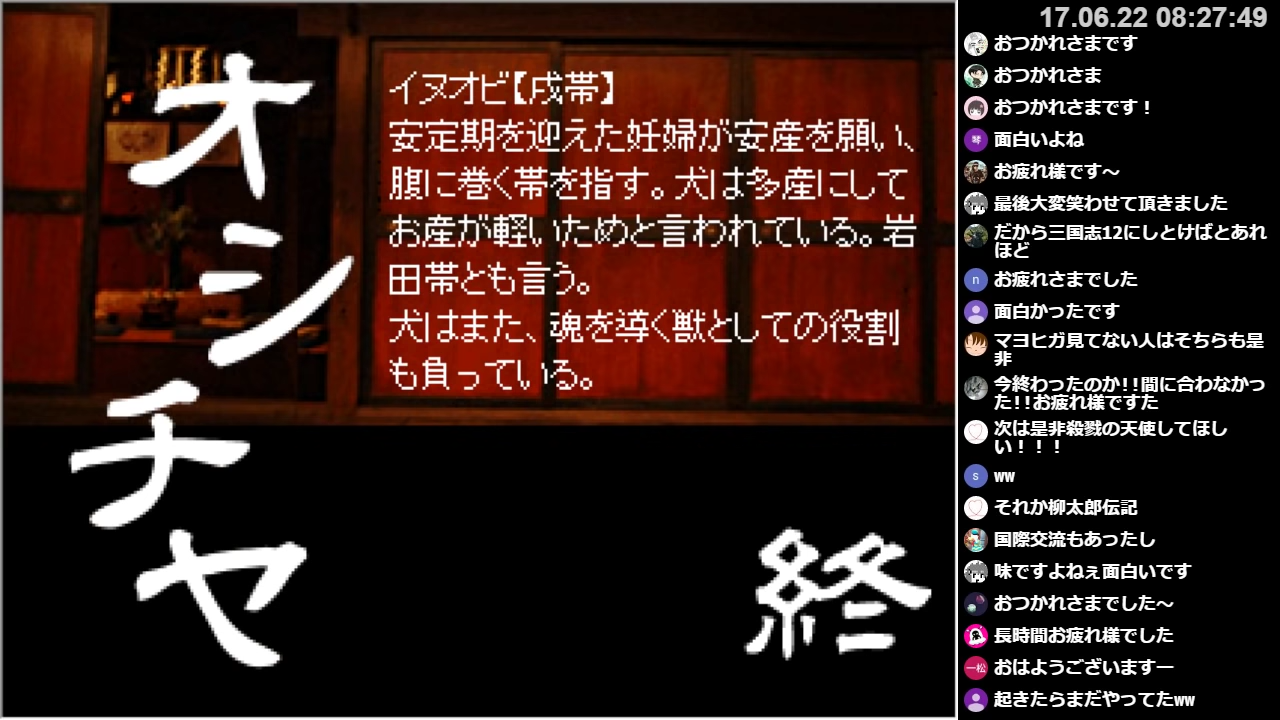 オシチヤ
イヌオビ【戌帯】
安定期を迎えた妊婦が安産を願い、
腹に巻く帯を指す。犬は多産にして
お産が軽いためと言われている。岩
田帯とも言う。
犬はまた、魂を導く獣としての役割
も負っている。
終
17.06.22 08:27:49
おつかれさまです
おつかれさま
おつかれさまです！
琴
面白いよね
お疲れ様です～
最後大変笑わせて頂きました
だから三国志12にしとけばとあれ
ほど
n
お疲れさまでした
面白かったです
マヨヒガ見てない人はそちらも是
非
今終わったのか!!間に合わなかっ
た!!お疲れ様ですた
次は是非殺戮の天使してほし
い！！！
s
ww
それか柳太郎伝記
国際交流もあったし
味ですよねぇ面白いです
おつかれさまでした～
長時間お疲れ様でした
一松
おはようございますー
起きたらまだやってたww